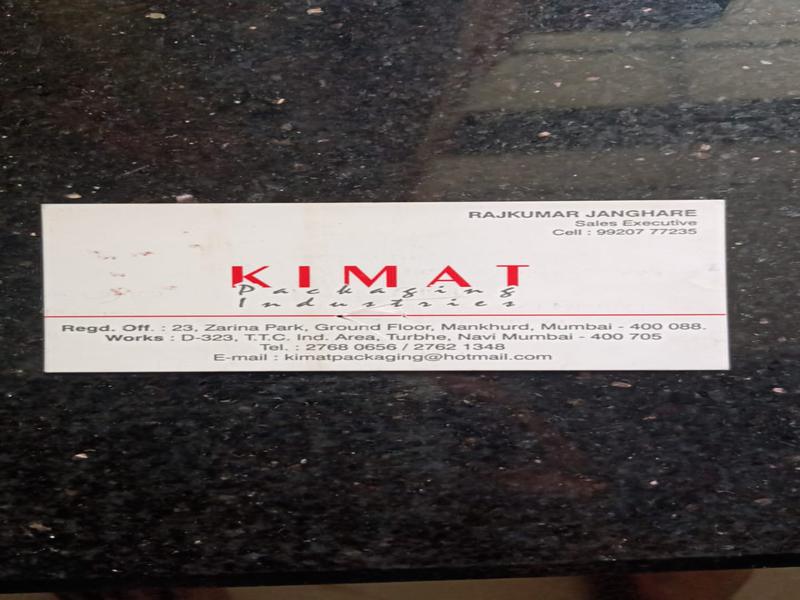 RAJKUMAR JANGHARE
Sales Executive
Cell : 99207 77235
KIMAT
Packaging
Industries
Regd. Off. : 23, Zarina Park, Ground Floor, Mankhurd, Mumbai - 400 088.
Works : D-323, T.T.C. Ind. Area, Turbhe, Navi Mumbai - 400 705
Tel. : 2768 0656 / 2762 1348
E-mail : kimatpackaging@hotmail.com